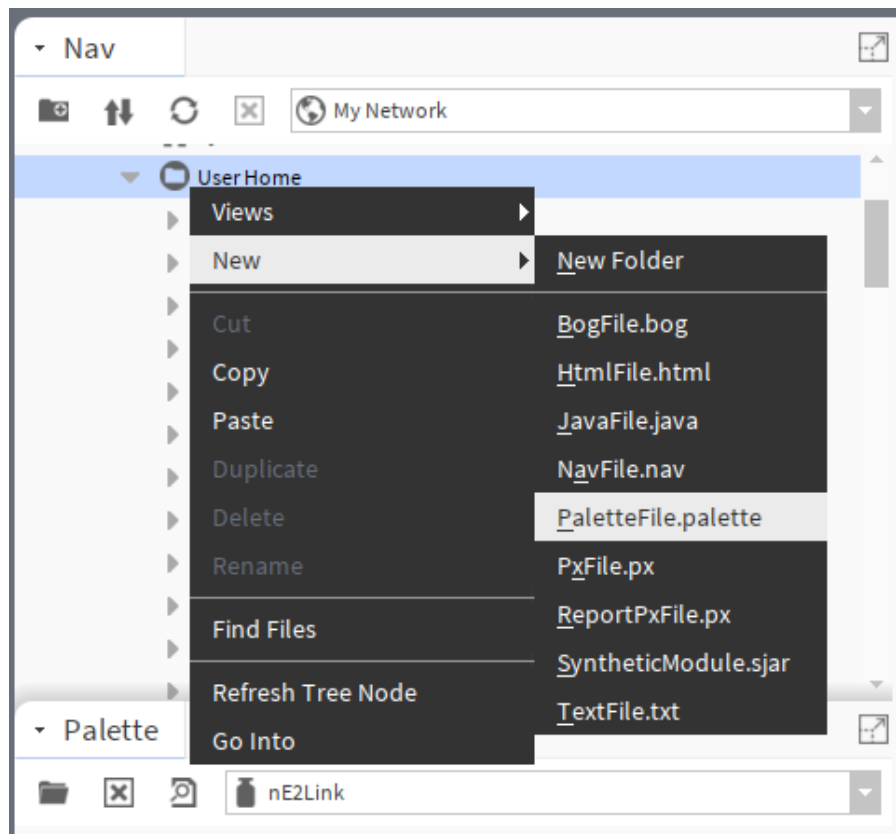 Nav
My Network
User Home
Views
New
Cut
Copy
Paste
Duplicate
Delete
Rename
Find Files
Refresh Tree Node
Go Into
New Folder
BogFile.bog
HtmlFile.html
JavaFile.java
NavFile.nav
PaletteFile.palette
PxFile.px
ReportPxFile.px
SyntheticModule.sjar
TextFile.txt
Palette
nE2Link